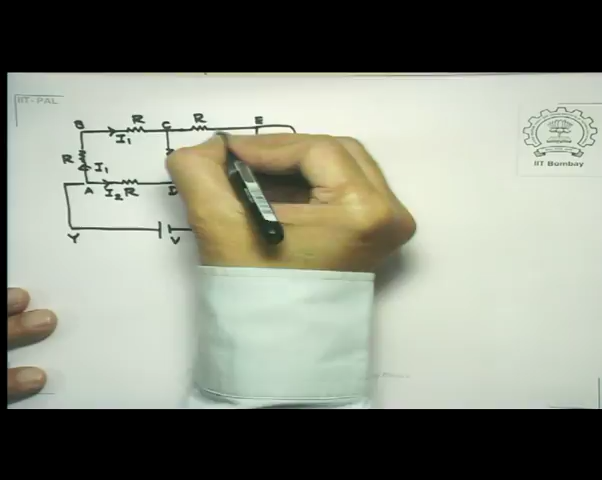 IIT-PAL
B R C R E
I₁
R I₁
A I₂ R D
Y V
IIT Bombay